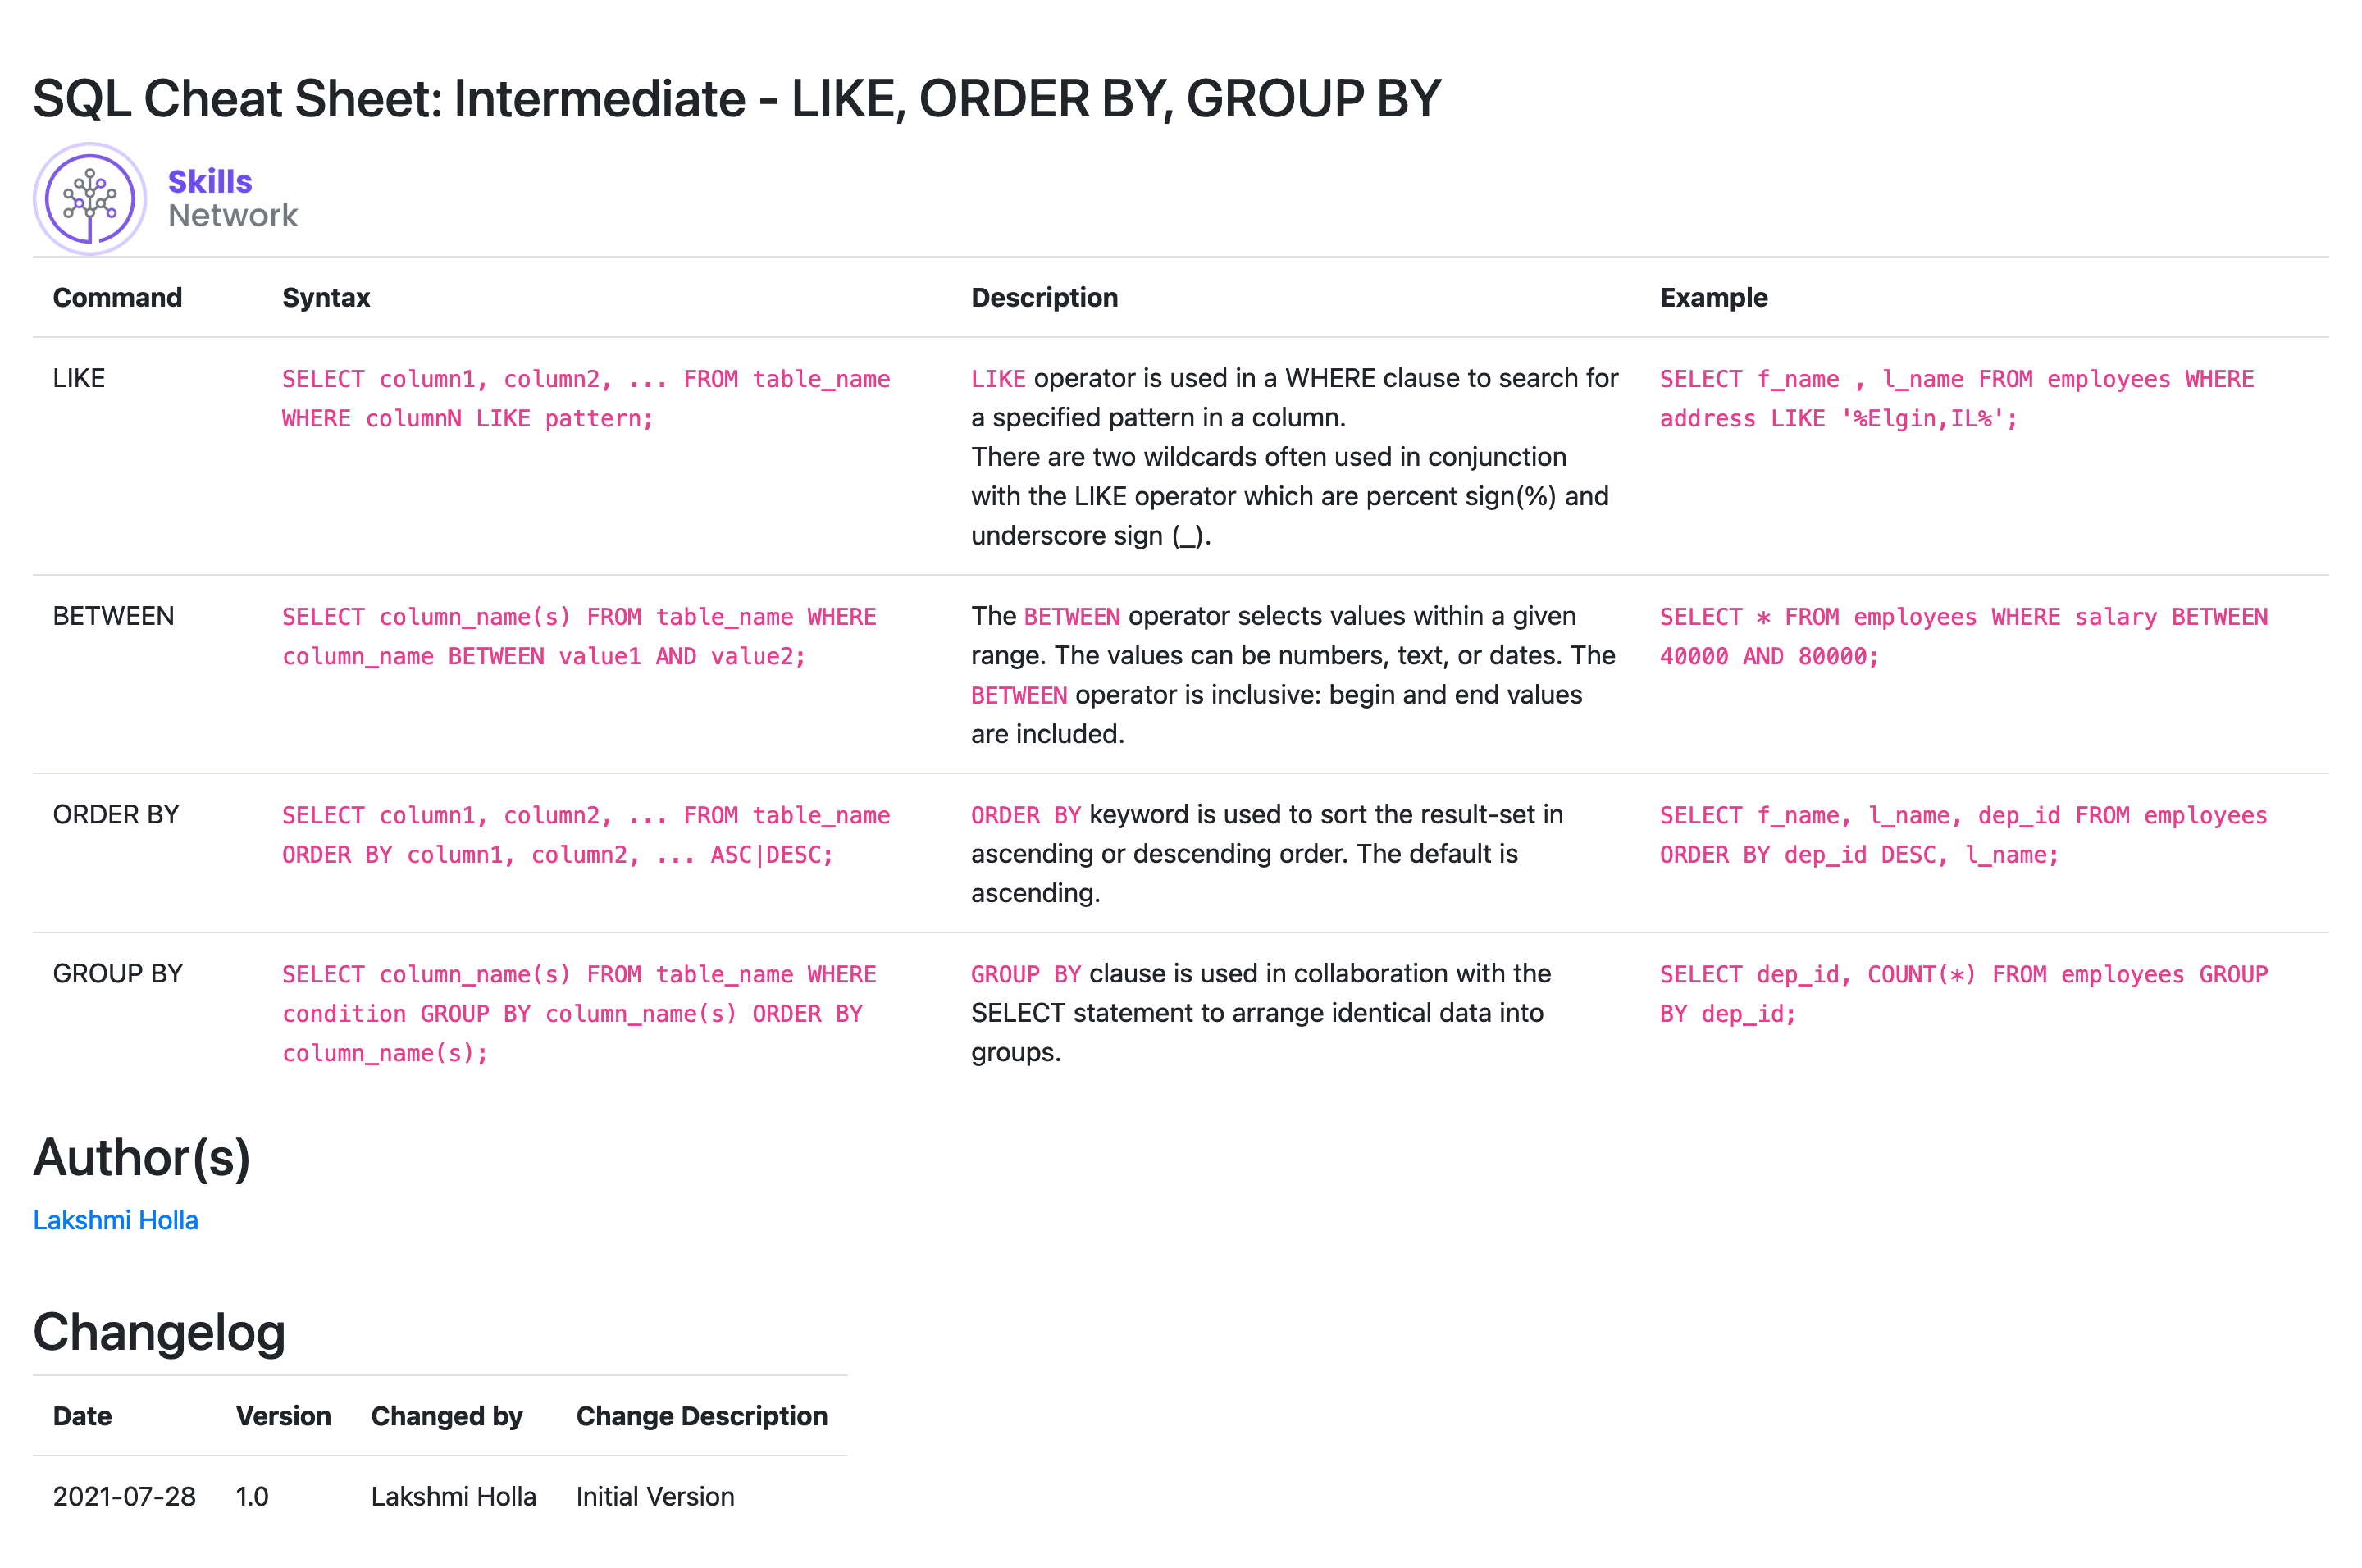 SQL Cheat Sheet: Intermediate - LIKE, ORDER BY, GROUP BY
Skills
Network
Command Syntax Description Example
LIKE
SELECT column1, column2, ... FROM table_name
WHERE columnN LIKE pattern;
LIKE operator is used in a WHERE clause to search for
a specified pattern in a column.
There are two wildcards often used in conjunction
with the LIKE operator which are percent sign(%) and
underscore sign (_).
SELECT f_name , l_name FROM employees WHERE
address LIKE '%Elgin,IL%';
BETWEEN
SELECT column_name(s) FROM table_name WHERE
column_name BETWEEN value1 AND value2;
The BETWEEN operator selects values within a given
range. The values can be numbers, text, or dates. The
BETWEEN operator is inclusive: begin and end values
are included.
SELECT * FROM employees WHERE salary BETWEEN
40000 AND 80000;
ORDER BY
SELECT column1, column2, ... FROM table_name
ORDER BY column1, column2, ... ASC|DESC;
ORDER BY keyword is used to sort the result-set in
ascending or descending order. The default is
ascending.
SELECT f_name, l_name, dep_id FROM employees
ORDER BY dep_id DESC, l_name;
GROUP BY
SELECT column_name(s) FROM table_name WHERE
condition GROUP BY column_name(s) ORDER BY
column_name(s);
GROUP BY clause is used in collaboration with the
SELECT statement to arrange identical data into
groups.
SELECT dep_id, COUNT(*) FROM employees GROUP
BY dep_id;
Author(s)
Lakshmi Holla
Changelog
Date Version Changed by Change Description
2021-07-28 1.0 Lakshmi Holla Initial Version